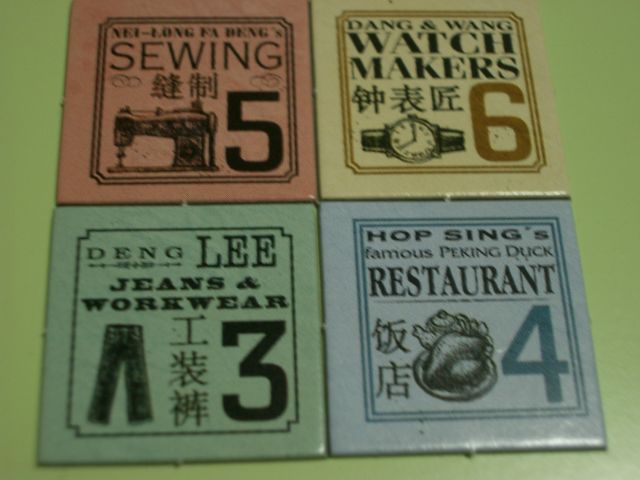 NEI-LONG FA DENG'S
SEWING
缝制
5
DANG & WANG
WATCH
MAKERS
钟表匠
6
DENG LEE
JEANS &
WORKWEAR
工装裤
3
HOP SING'S
famous PEKING DUCK
RESTAURANT
饭店
4